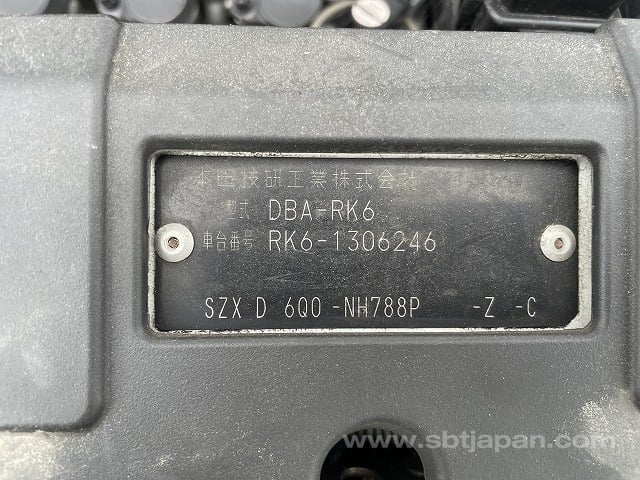 本田技研工業株式会社
型式 DBA-RK6
車台番号 RK6-1306246
SZX D 6Q0 -NH788P -Z -C
www.sbtjapan.com